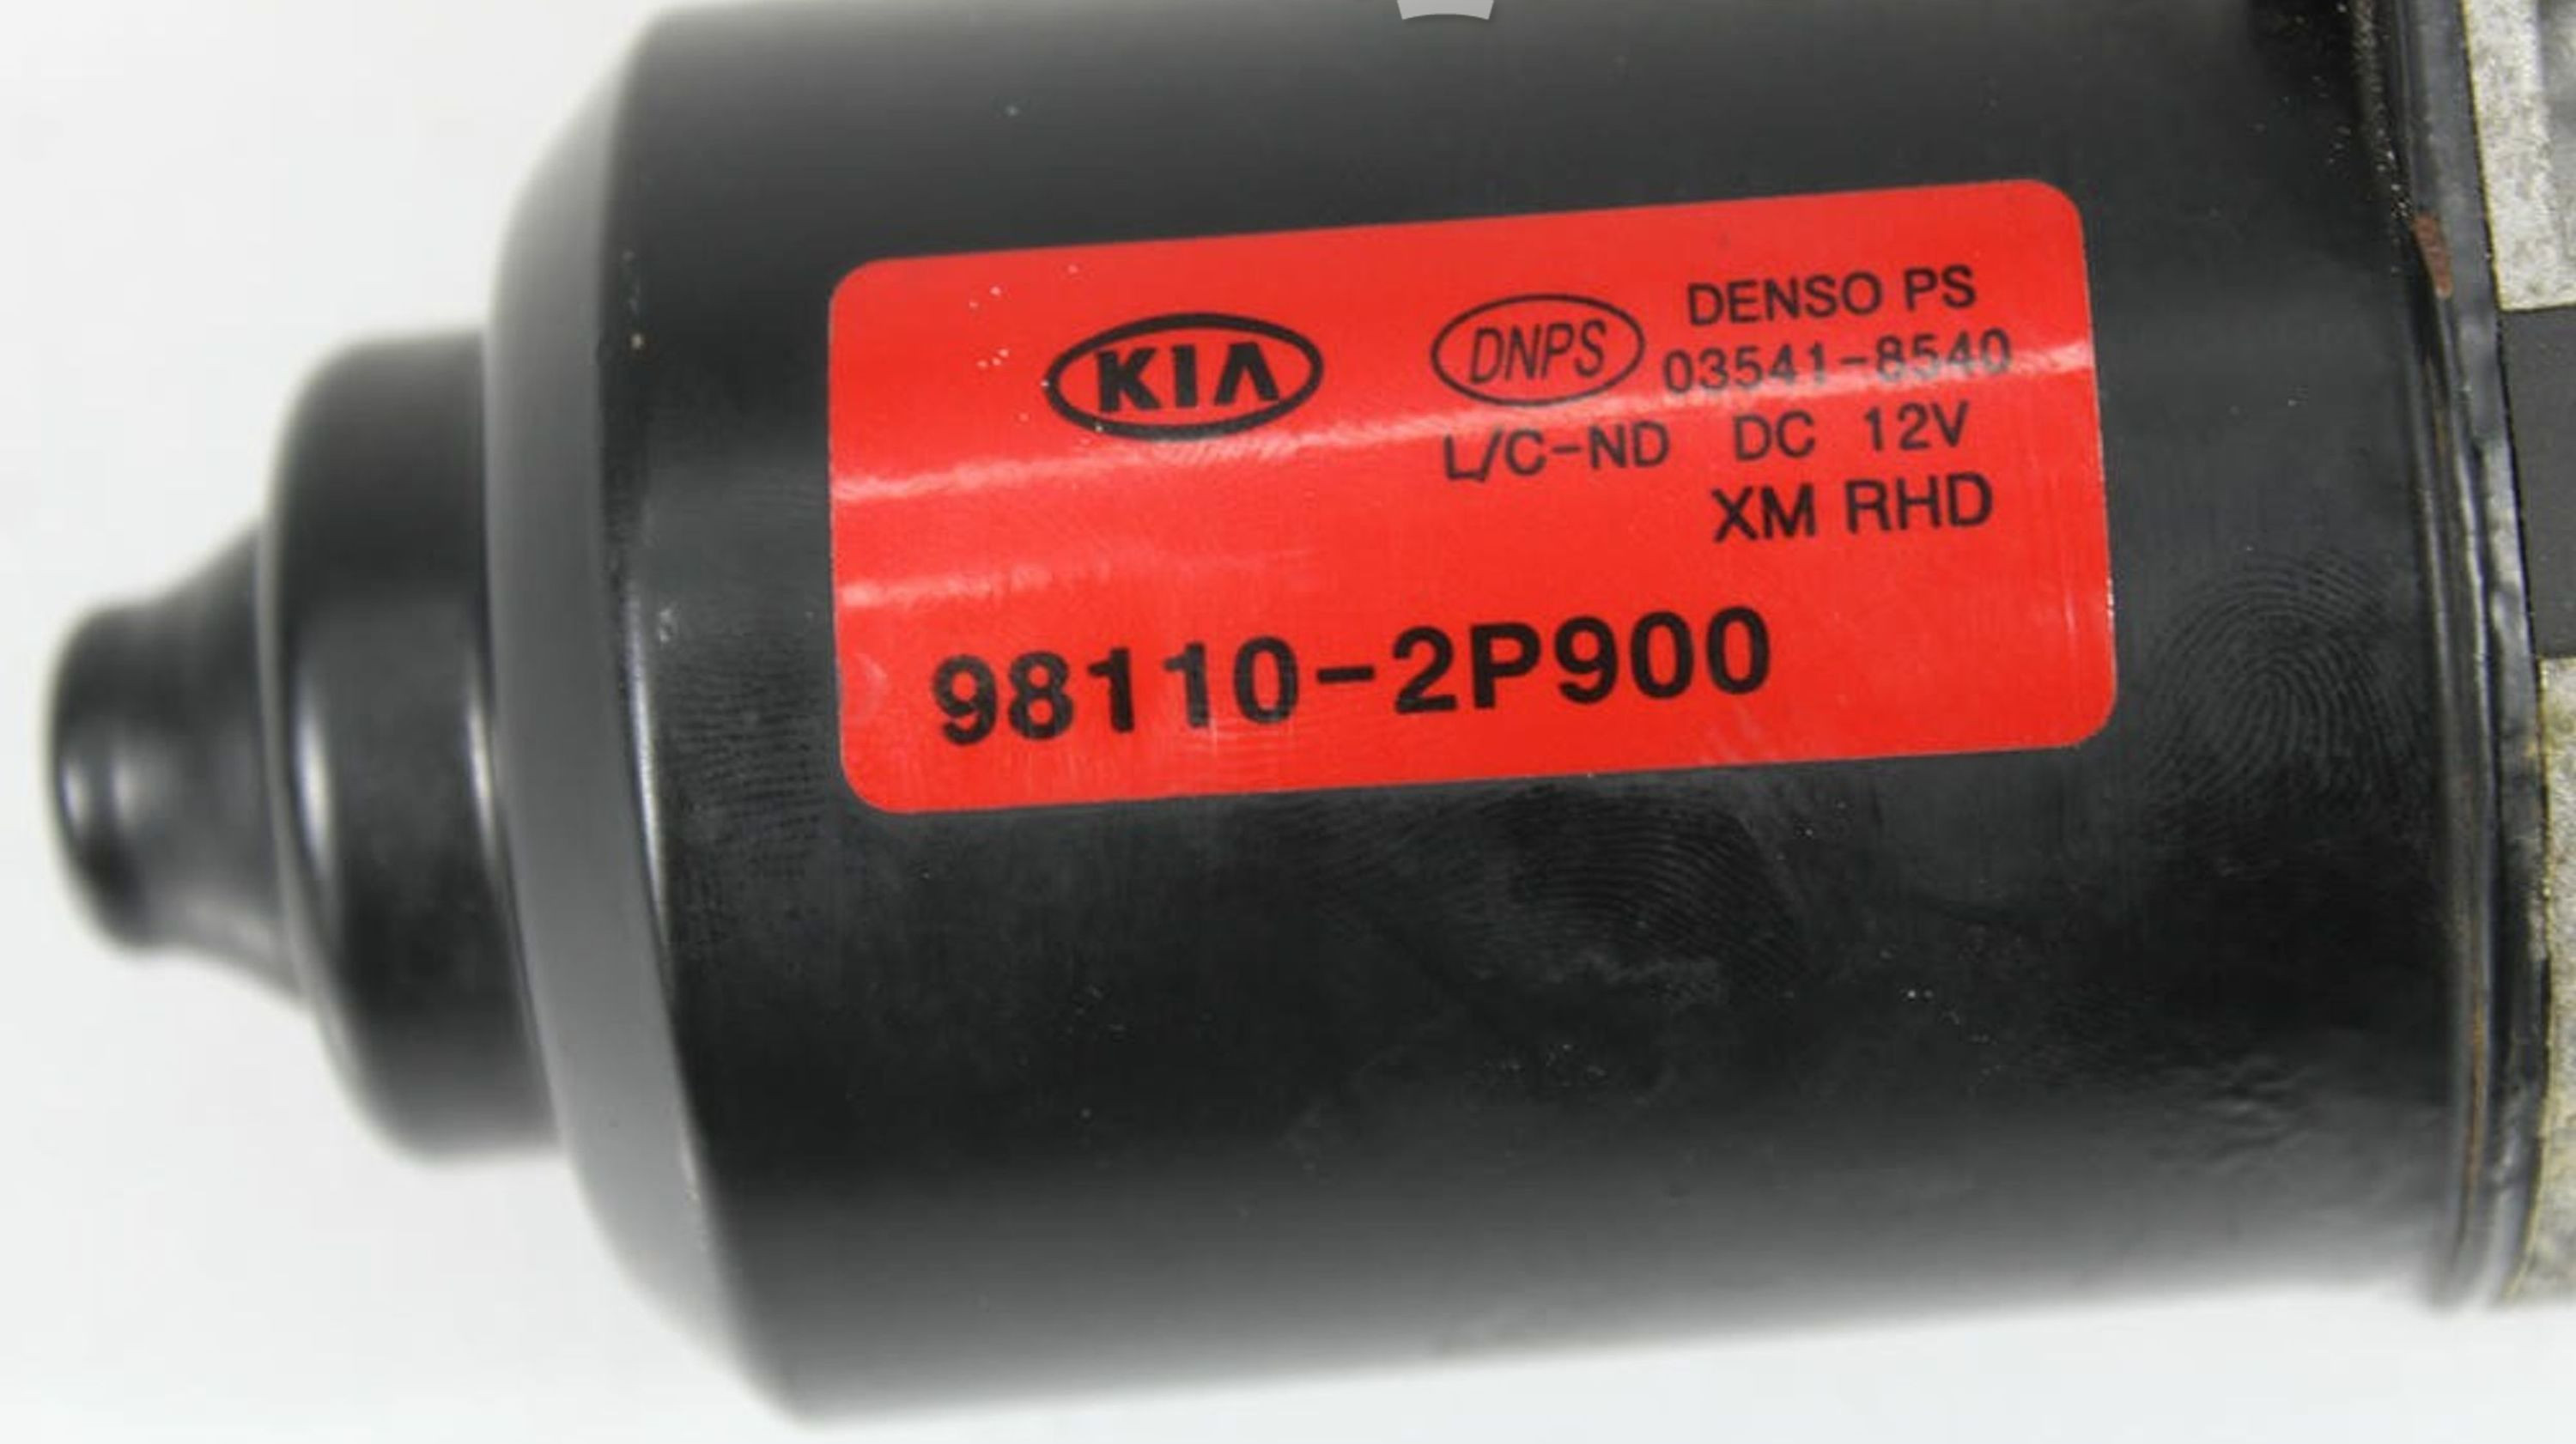 KIA
DNPS
DENSO PS
03541-8540
L/C-ND DC 12V
XM RHD
98110-2P900